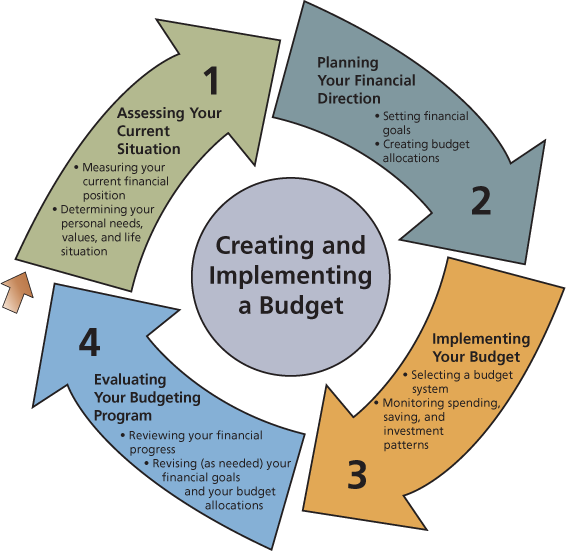 1
Assessing Your
Current
Situation
• Measuring your
current financial
position
• Determining your
personal needs,
values, and life
situation
Planning
Your Financial
Direction
• Setting financial
goals
• Creating budget
allocations
2
Creating and
Implementing
a Budget
Implementing
Your Budget
• Selecting a budget
system
• Monitoring spending,
saving, and
investment
patterns
3
4
Evaluating
Your Budgeting
Program
• Reviewing your financial
progress
• Revising (as needed) your
financial goals
and your budget
allocations